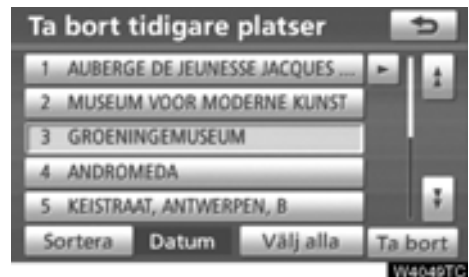 Ta bort tidigare platser
1 AUBERGE DE JEUNESSE JACQUES ....
2 MUSEUM VOOR MODERNE KUNST
3 GROENINGEMUSEUM
4 ANDROMEDA
5 KEISTRAAT, ANTWERPEN, B
Sortera Datum Välj alla Ta bort
W4049TC